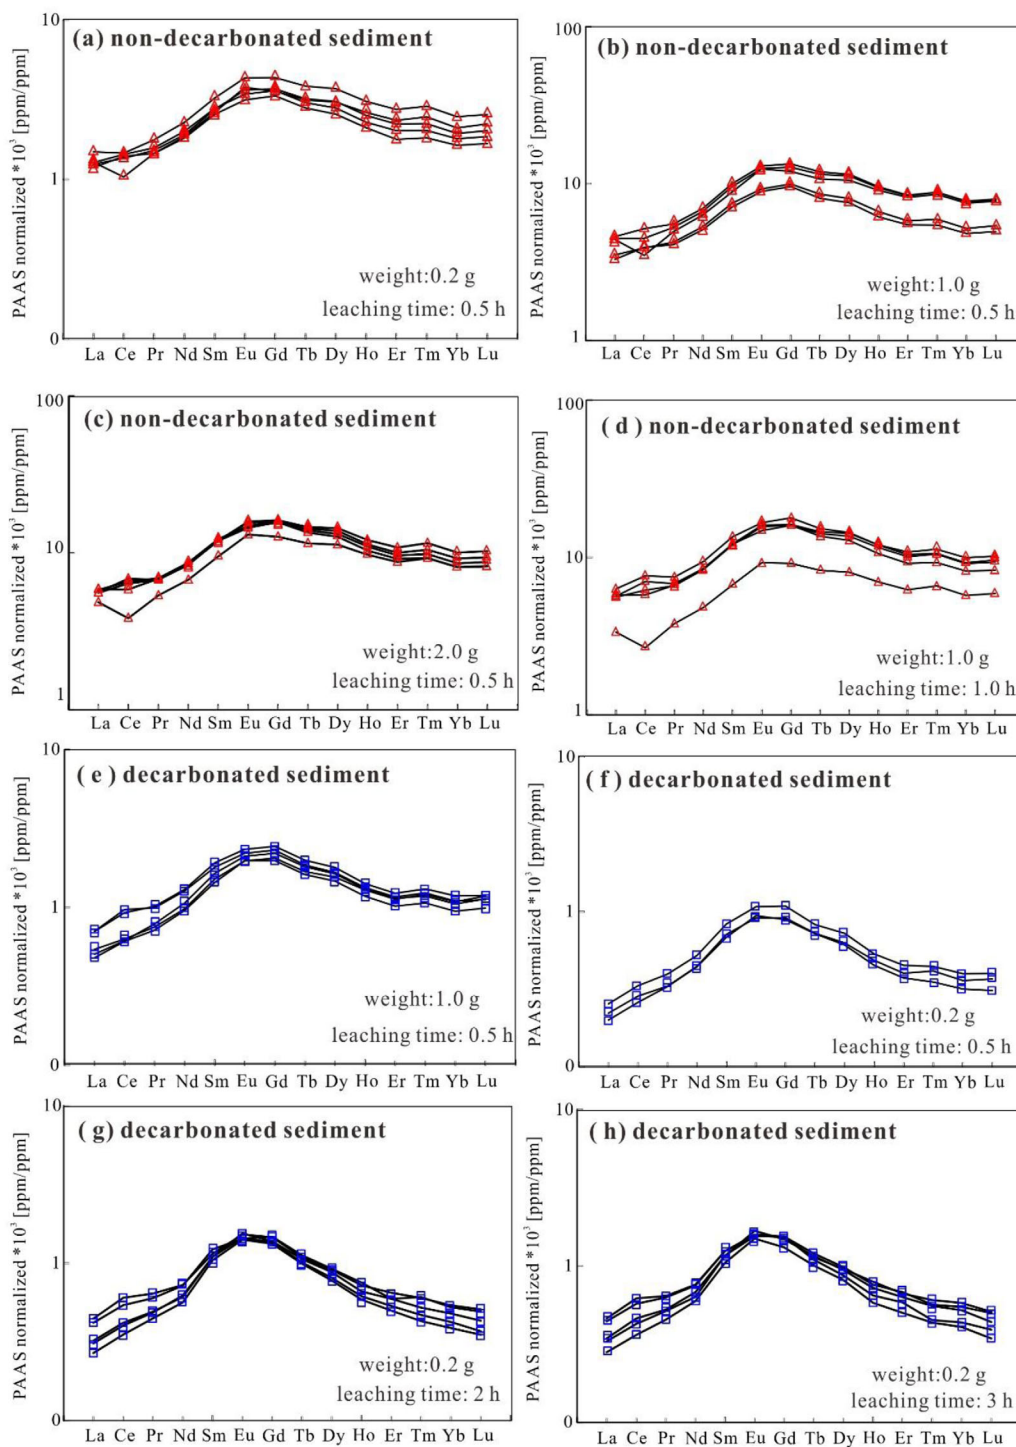 (a) non-decarbonated sediment
10
1
0
PAAS normalized *10³ [ppm/ppm]
weight:0.2 g
leaching time: 0.5 h
La Ce Pr Nd Sm Eu Gd Tb Dy Ho Er Tm Yb Lu
(b) non-decarbonated sediment
100
10
1
PAAS normalized *10³ [ppm/ppm]
weight:1.0 g
leaching time: 0.5 h
La Ce Pr Nd Sm Eu Gd Tb Dy Ho Er Tm Yb Lu
(c) non-decarbonated sediment
100
10
1
PAAS normalized *10³ [ppm/ppm]
weight:2.0 g
leaching time: 0.5 h
La Ce Pr Nd Sm Eu Gd Tb Dy Ho Er Tm Yb Lu
( d ) non-decarbonated sediment
100
10
1
PAAS normalized *10³ [ppm/ppm]
weight:1.0 g
leaching time: 1.0 h
La Ce Pr Nd Sm Eu Gd Tb Dy Ho Er Tm Yb Lu
( e ) decarbonated sediment
10
1
0
PAAS normalized *10³ [ppm/ppm]
weight:1.0 g
leaching time: 0.5 h
La Ce Pr Nd Sm Eu Gd Tb Dy Ho Er Tm Yb Lu
( f ) decarbonated sediment
10
1
0
PAAS normalized *10³ [ppm/ppm]
weight:0.2 g
leaching time: 0.5 h
La Ce Pr Nd Sm Eu Gd Tb Dy Ho Er Tm Yb Lu
( g ) decarbonated sediment
10
1
0
PAAS normalized *10³ [ppm/ppm]
weight:0.2 g
leaching time: 2 h
La Ce Pr Nd Sm Eu Gd Tb Dy Ho Er Tm Yb Lu
( h ) decarbonated sediment
10
1
0
PAAS normalized *10³ [ppm/ppm]
weight:0.2 g
leaching time: 3 h
La Ce Pr Nd Sm Eu Gd Tb Dy Ho Er Tm Yb Lu